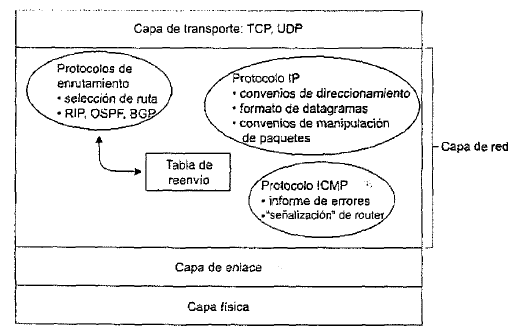 Capa de transporte: TCP, UDP
Protocolos de
enrutamiento
• selección de ruta
• RIP, OSPF, BGP
Protocolo IP
• convenios de direccionamiento
• formato de datagramas
• convenios de manipulación
de paquetes
Capa de red
Tabla de
reenvío
Protocolo ICMP
• informe de errores
• "señalización" de router
Capa de enlace
Capa física